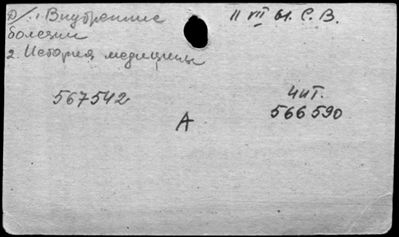 Д/. 1. Внутренние
болезни
2. История медицины
11 VII 61. С. В.
567542
А
чит.
566590